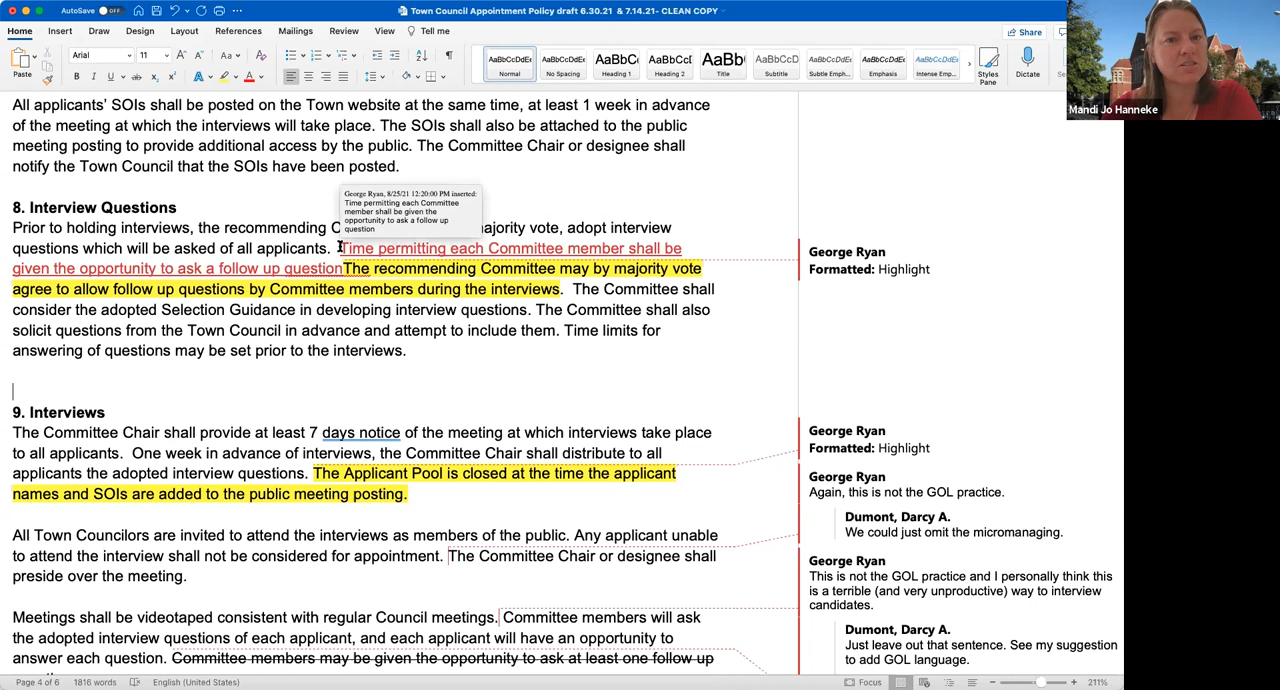 AutoSave OFF
Town Council Appointment Policy draft 6.30.21 & 7.14.21- CLEAN COPY
Home Insert Draw Design Layout References Mailings Review View Tell me
Share
Paste
Arial 11
AaBbCcDdEe Normal
AaBbCcDdEe No Spacing
AaBbCc Heading 1
AaBbCcD Heading 2
AaBb Title
AaBbCcD Subtitle
AaBbCcDdEe Subtle Emph...
AaBbCcDdEe Emphasis
AaBbCcDdEe Intense Emp...
Styles
Pane
Dictate
Mandi Jo Hanneke
All applicants' SOIs shall be posted on the Town website at the same time, at least 1 week in advance
of the meeting at which the interviews will take place. The SOIs shall also be attached to the public
meeting posting to provide additional access by the public. The Committee Chair or designee shall
notify the Town Council that the SOIs have been posted.
George Ryan, 8/25/21 12:20:00 PM inserted:
Time permitting each Committee
member shall be given the
opportunity to ask a follow up
question
8. Interview Questions
Prior to holding interviews, the recommending C ajority vote, adopt interview
questions which will be asked of all applicants. Time permitting each Committee member shall be
given the opportunity to ask a follow up questionThe recommending Committee may by majority vote
agree to allow follow up questions by Committee members during the interviews. The Committee shall
consider the adopted Selection Guidance in developing interview questions. The Committee shall also
solicit questions from the Town Council in advance and attempt to include them. Time limits for
answering of questions may be set prior to the interviews.
George Ryan
Formatted: Highlight
9. Interviews
The Committee Chair shall provide at least 7 days notice of the meeting at which interviews take place
to all applicants. One week in advance of interviews, the Committee Chair shall distribute to all
applicants the adopted interview questions. The Applicant Pool is closed at the time the applicant
names and SOIs are added to the public meeting posting.
All Town Councilors are invited to attend the interviews as members of the public. Any applicant unable
to attend the interview shall not be considered for appointment. The Committee Chair or designee shall
preside over the meeting.
Meetings shall be videotaped consistent with regular Council meetings. Committee members will ask
the adopted interview questions of each applicant, and each applicant will have an opportunity to
answer each question. Committee members may be given the opportunity to ask at least one follow up
George Ryan
Formatted: Highlight
George Ryan
Again, this is not the GOL practice.
Dumont, Darcy A.
We could just omit the micromanaging.
George Ryan
This is not the GOL practice and I personally think this
is a terrible (and very unproductive) way to interview
candidates.
Dumont, Darcy A.
Just leave out that sentence. See my suggestion
to add GOL language.
Page 4 of 6 1816 words English (United States) Focus 211%